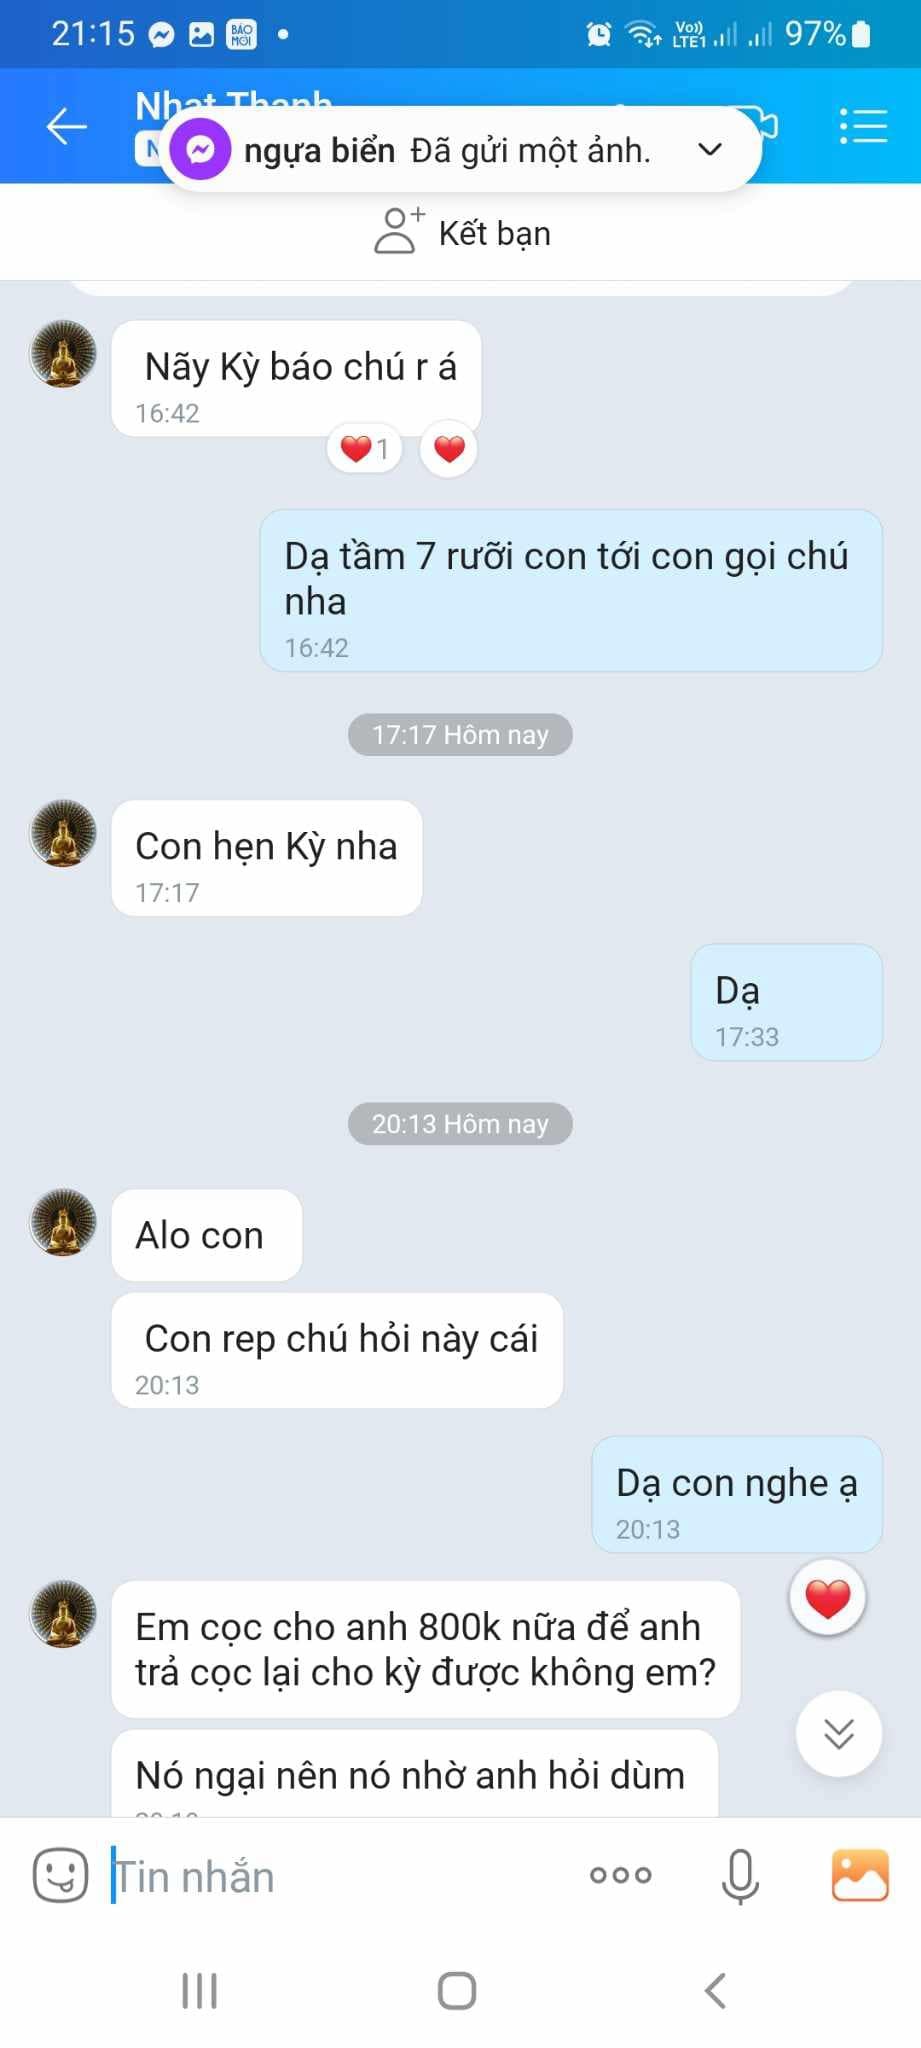 21:15
BÁO
MỚI
Vo))
LTE1
97%
Nhat Thanh
N
ngựa biển Đã gửi một ảnh.
Kết bạn
Nãy Kỳ báo chú r á
16:42
1
Dạ tầm 7 rưỡi con tới con gọi chú
nha
16:42
17:17 Hôm nay
Con hẹn Kỳ nha
17:17
Dạ
17:33
20:13 Hôm nay
Alo con
Con rep chú hỏi này cái
20:13
Dạ con nghe ạ
20:13
Em cọc cho anh 800k nữa để anh
trả cọc lại cho kỳ được không em?
Nó ngại nên nó nhờ anh hỏi dùm
Tin nhắn